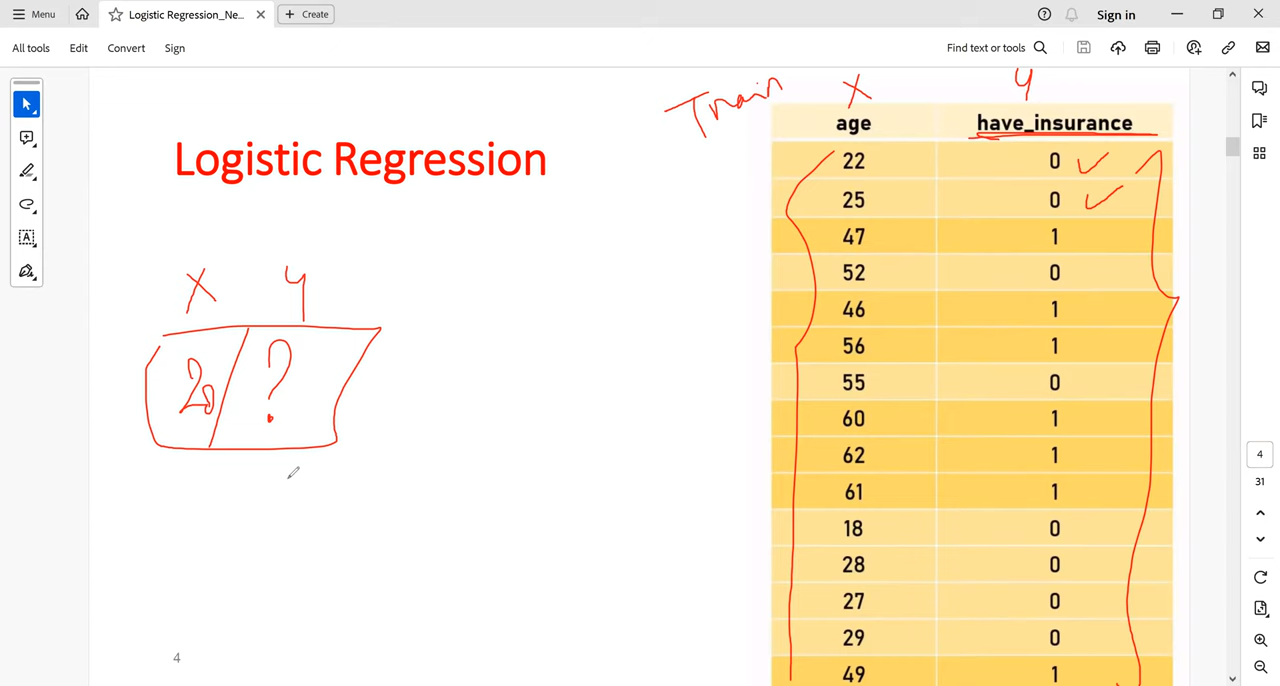 Menu
Logistic Regression_Ne...
Create
Sign in
All tools
Edit
Convert
Sign
Find text or tools
Train
X
Y
age have_insurance
22 0
25 0
47 1
52 0
46 1
56 1
55 0
60 1
62 1
61 1
18 0
28 0
27 0
29 0
49 1
Logistic Regression
X Y
20 ?
4
4
31